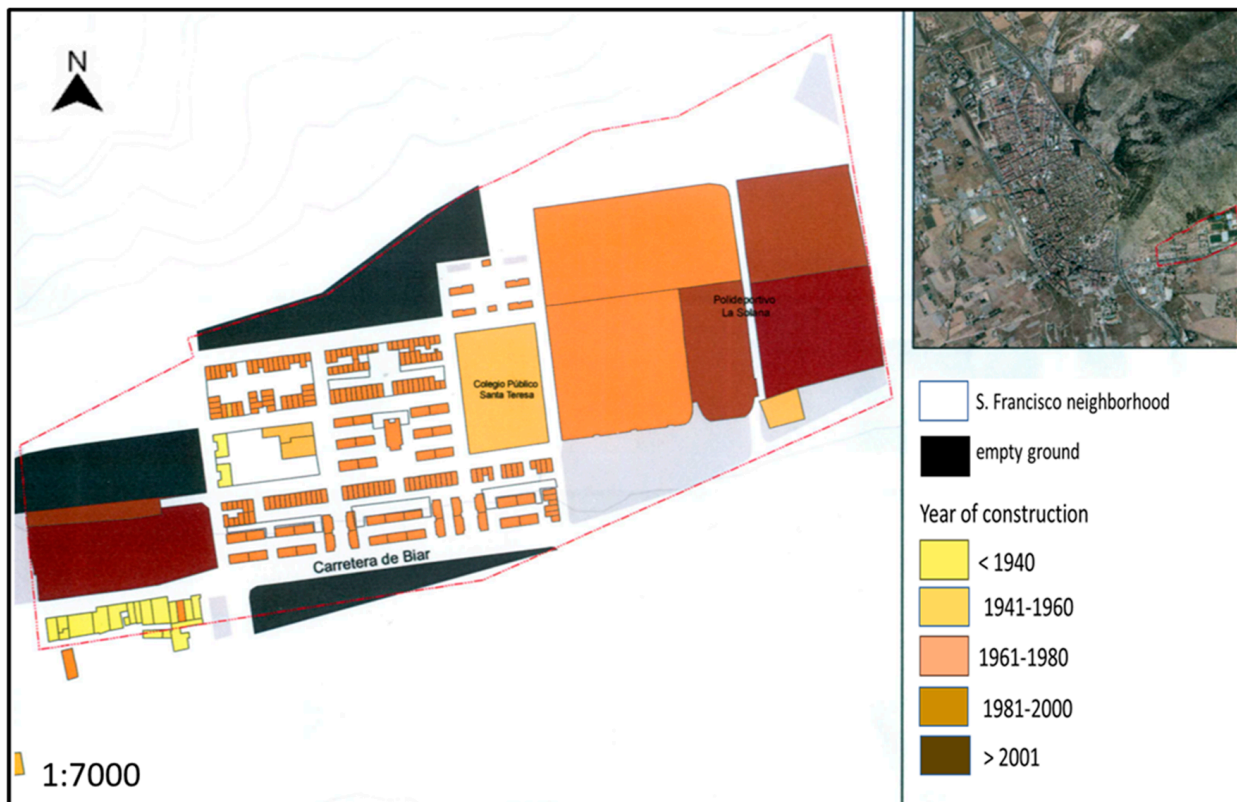 N
Polideportivo
La Solana
Colegio Público
Santa Teresa
Carretera de Biar
1:7000
S. Francisco neighborhood
empty ground
Year of construction
< 1940
1941-1960
1961-1980
1981-2000
> 2001